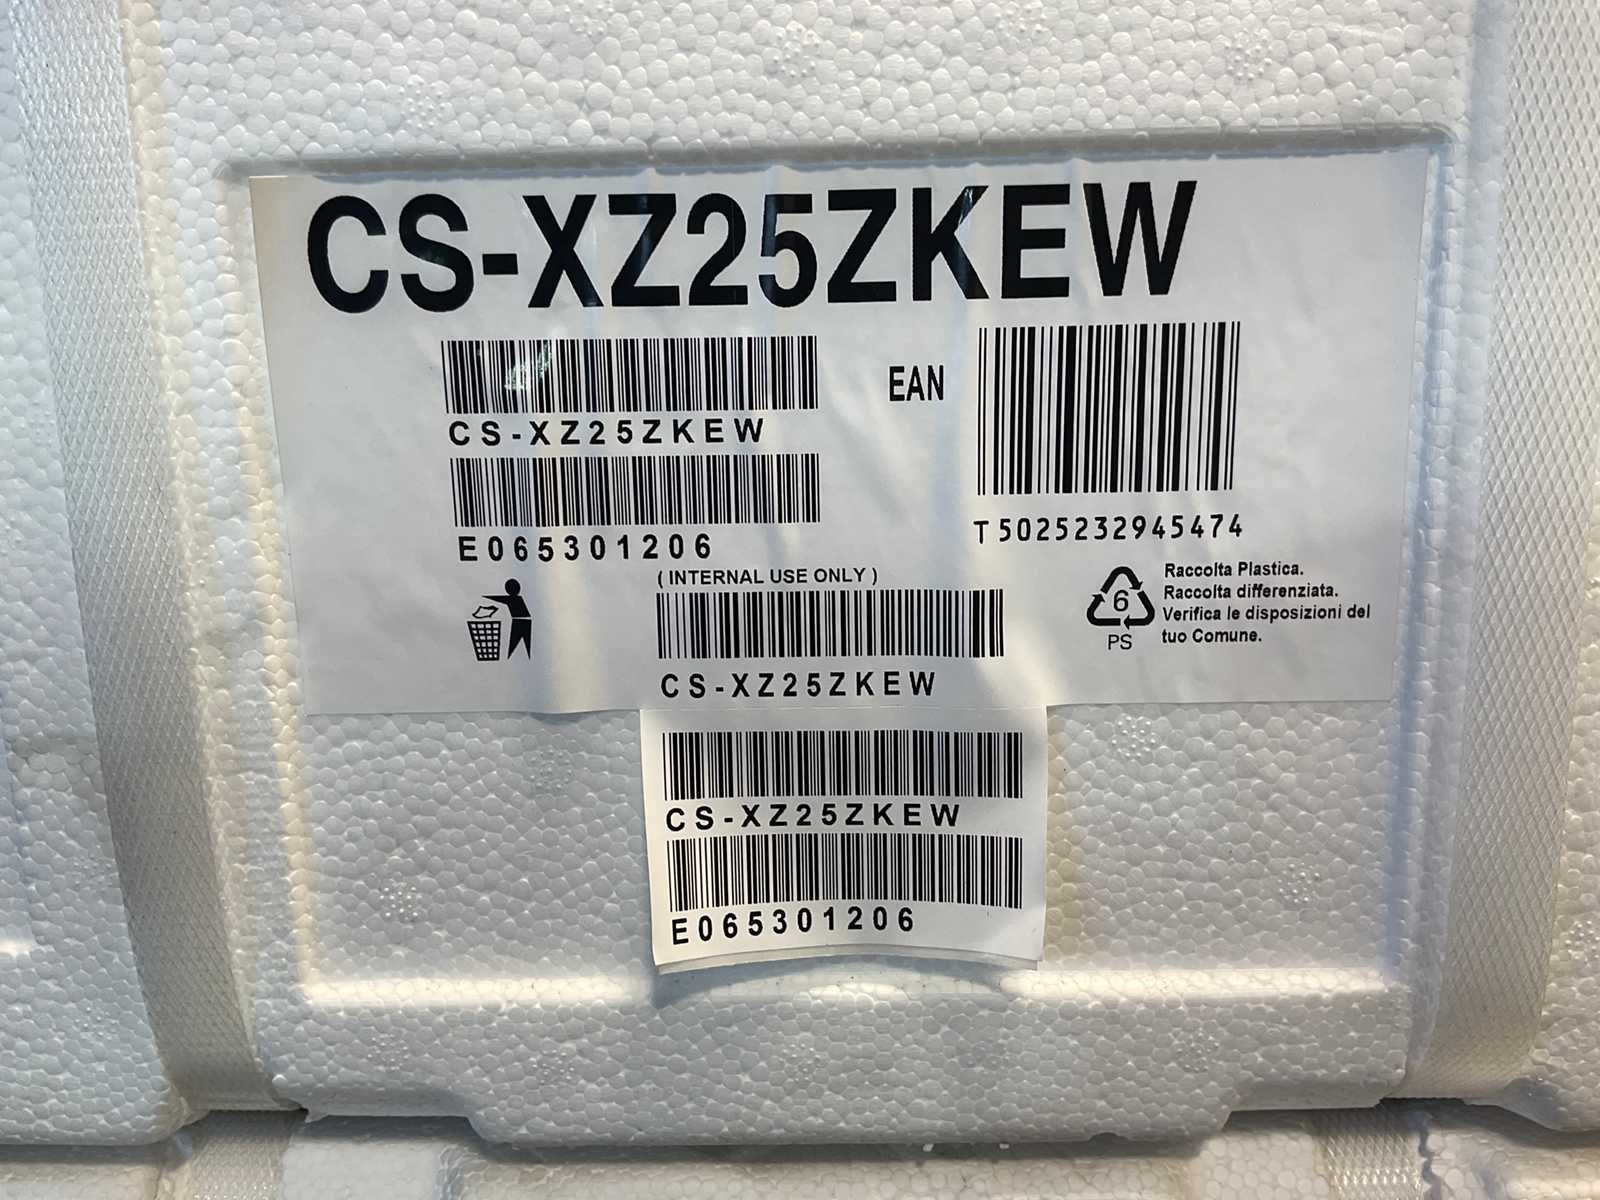 CS-XZ25ZKEW
CS-XZ25ZKEW
E065301206
EAN
T5025232945474
(INTERNAL USE ONLY)
CS-XZ25ZKEW
6
PS
Raccolta Plastica.
Raccolta differenziata.
Verifica le disposizioni del
tuo Comune.
CS-XZ25ZKEW
E065301206